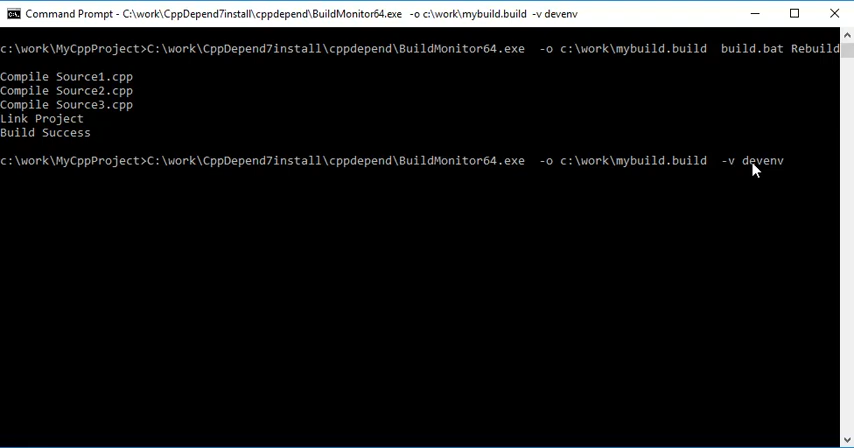 Command Prompt - C:\work\CppDepend7install\cppdepend\BuildMonitor64.exe  -o c:\work\mybuild.build  -v devenv
c:\work\MyCppProject>C:\work\CppDepend7install\cppdepend\BuildMonitor64.exe  -o c:\work\mybuild.build  build.bat Rebuild
Compile Source1.cpp
Compile Source2.cpp
Compile Source3.cpp
Link Project
Build Success
c:\work\MyCppProject>C:\work\CppDepend7install\cppdepend\BuildMonitor64.exe  -o c:\work\mybuild.build  -v devenv